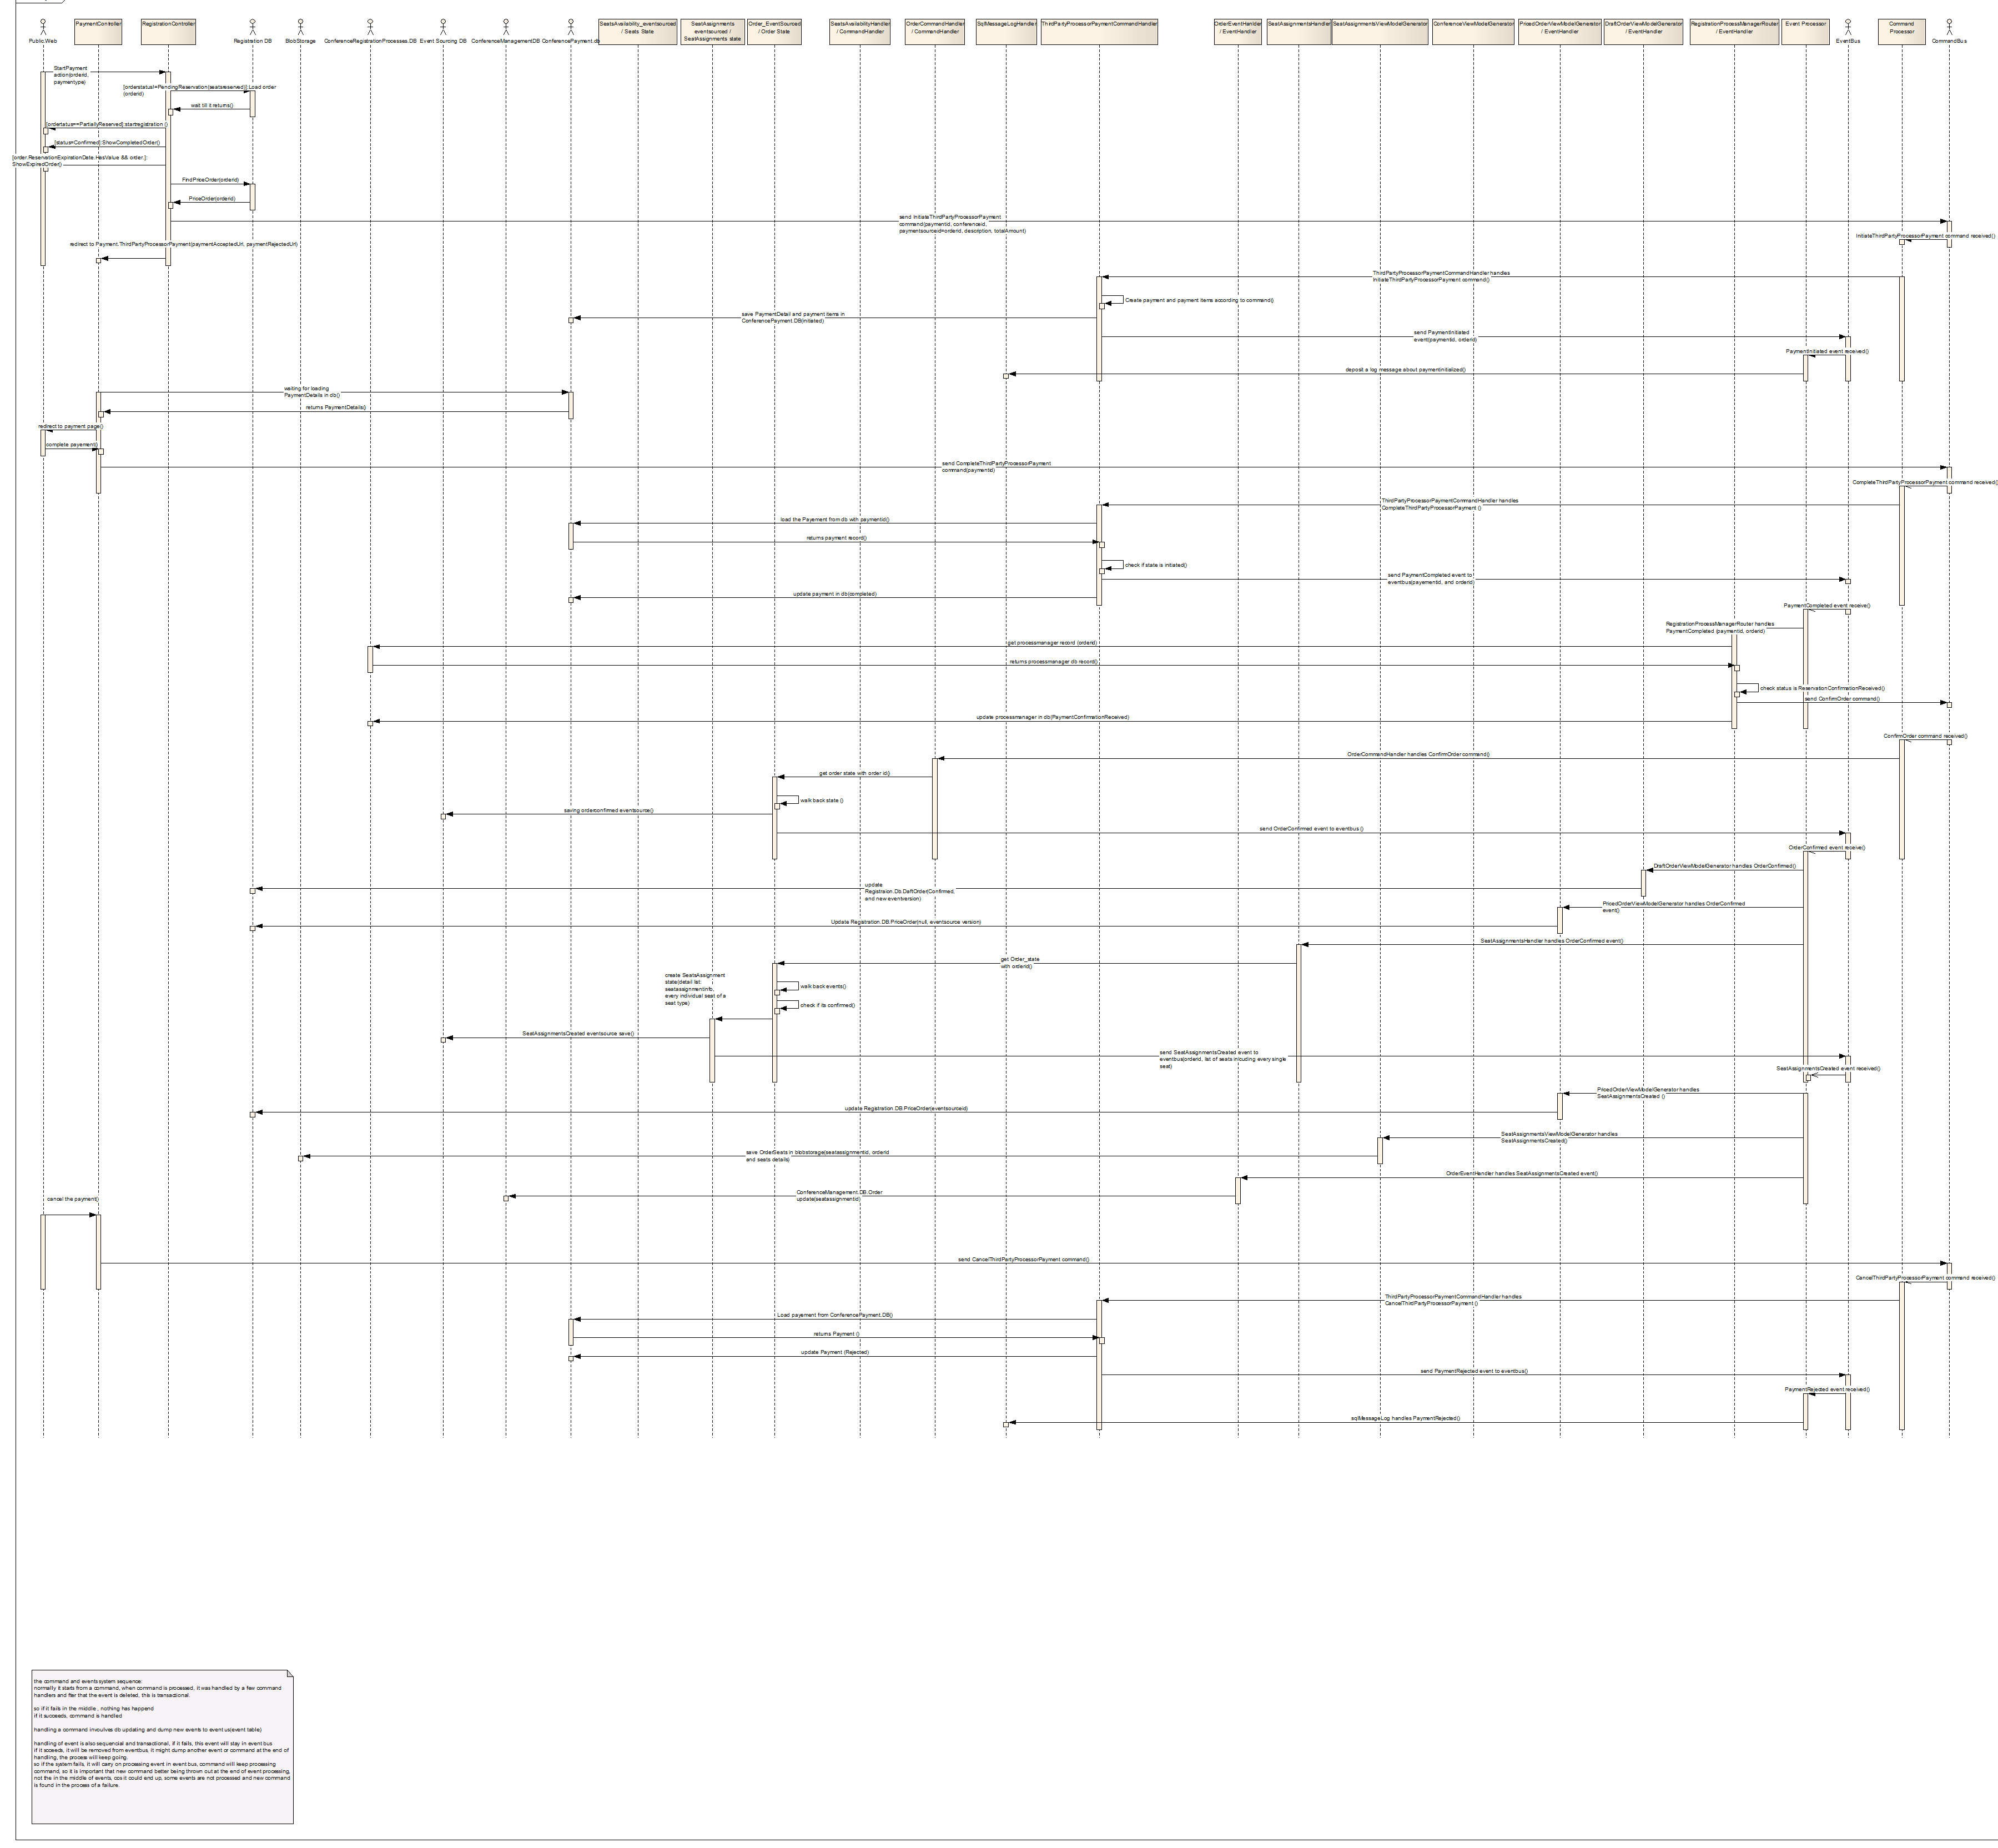 PaymentController
RegistrationController
SeatsAvailability_eventsourced
/ Seats State
SeatAssignments
eventsourced /
SeatAssignments state
Order_EventSourced
/ Order State
SeatsAvailabilityHandler
/ CommandHandler
OrderCommandHandler
/ CommandHandler
SqlMessageLogHandler
ThirdPartyProcessorPaymentCommandHandler
OrderEventHandler
/ EventHandler
SeatAssignmentsHandler
SeatAssignmentsViewModelGenerator
ConferenceViewModelGenerator
PricedOrderViewModelGenerator
/ EventHandler
DraftOrderViewModelGenerator
/ EventHandler
RegistrationProcessManagerRouter
/ EventHandler
Event Processor
Command
Processor
Public.Web
Registration DB
BlobStorage
ConferenceRegistrationProcesses.DB
Event Sourcing DB
ConferenceManagementDB
ConferencePayment.db
EventBus
CommandBus
StartPayment
action(orderid,
paymentype)
[orderstatus!=PendingReservation(seatsreserved)]:Load order
(orderid)
wait till it returns()
[ordertatus==PartiallyReserved]:startregistration ()
[status=Confirmed]:ShowCompletedOrder()
[order.ReservationExpirationDate.HasValue && order.]:
ShowExpiredOrder()
FindPriceOrder(orderid)
PriceOrder(orderid)
send InitiateThirdPartyProcessorPayment
command(paymentid, conferenceid,
paymentsourceid=orderid, description, totalAmount)
InitiateThirdPartyProcessorPayment command received()
redirect to Payment.ThirdPartyProcessorPayment(paymentAcceptedUrl, paymentRejectedUrl)
ThirdPartyProcessorPaymentCommandHandler handles
InitiateThirdPartyProcessorPayment command()
Create payment and payment items according to command()
save PaymentDetail and payment items in
ConferencePayment.DB(Initiated)
send PaymentInitiated
event(paymentid, orderid)
PaymentInitiated event received()
deposit a log message about paymentinitialized()
waiting for loading
PaymentDetails in db()
returns PaymentDetails()
redirect to payment page()
complete payement()
send CompleteThirdPartyProcessorPayment
command(paymentid)
CompleteThirdPartyProcessorPayment command received()
ThirdPartyProcessorPaymentCommandHandler handles
CompleteThirdPartyProcessorPayment ()
load the Payement from db with paymentid()
returns payment record()
check if state is initiated()
send PaymentCompleted event to
eventbus(payementid, and orderid)
update payment in db(completed)
PaymentCompleted event receive()
RegistrationProcessManagerRouter handles
PaymentCompleted (paymentid, orderid)
get processmanager record (orderid)
returns processmanager db record()
check status is ReservationConfirmationReceived()
send ConfirmOrder command()
update processmanager in db(PaymentConfirmationReceived)
ConfirmOrder command received()
OrderCommandHandler handles ConfirmOrder command()
get order state with order id()
walk back state ()
saving orderconfirmed eventsource()
send OrderConfirmed event to eventbus ()
OrderConfirmed event receive()
DraftOrderViewModelGenerator handles OrderConfirmed()
update
Registraion.Db.DaftOrder(Confirmed,
and new eventversion)
PricedOrderViewModelGenerator handles OrderConfirmed
event()
Update Registration.DB.PriceOrder(null, eventsource version)
SeatAssignmentsHandler handles OrderConfirmed event()
get Order_state
with orderid()
create SeatsAssignment
state(detail list:
seatassignmentinfo,
every individual seat of a
seat type)
walk back events()
check if its confirmed()
SeatAssignmentsCreated eventsource save()
send SeatAssignmentsCreated event to
eventbus(orderid, list of seats inlcuding every single
seat)
SeatAssignmentsCreated event received()
PricedOrderViewModelGenerator handles
SeatAssignmentsCreated ()
update Registration.DB.PriceOrder(eventsourceid)
SeatAssignmentsViewModelGenerator handles
SeatAssignmentsCreated()
save OrderSeats in blobstorage(seatassignmentid, orderid
and seats details)
OrderEventHandler handles SeatAssignmentsCreated event()
ConferenceManagement.DB.Order
update(seatassignmentid)
cancel the payment()
send CancelThirdPartyProcessorPayment command()
CancelThirdPartyProcessorPayment command received()
ThirdPartyProcessorPaymentCommandHandler handles
CancelThirdPartyProcessorPayment ()
Load payement from ConferencePayment.DB()
returns Payment ()
update Payment (Rejected)
send PaymentRejected event to eventbus()
PaymentRejected event received()
sqlMessageLog handles PaymentRejected()
the command and events system sequence:
normally it starts from a command, when command is processed, it was handled by a few command
handlers and fter that the event is deleted, this is transactional.
so if it fails in the middle , nothing has happend
if it succeeds, command is handled
handling a command invoulves db updating and dump new events to event us(event table)
handling of event is also sequencial and transactional, if it fails, this event will stay in event bus
if it scceeds, it will be removed from eventbus, it might dump another event or command at the end of
handling, the process will keep going.
so if the system fails, it will carry on processing event in event bus, command will keep processing
command, so it is important that new command better being thrown out at the end of event processing,
not the in the middle of events, cos it could end up, some events are not processed and new command
is found in the process of a failure.